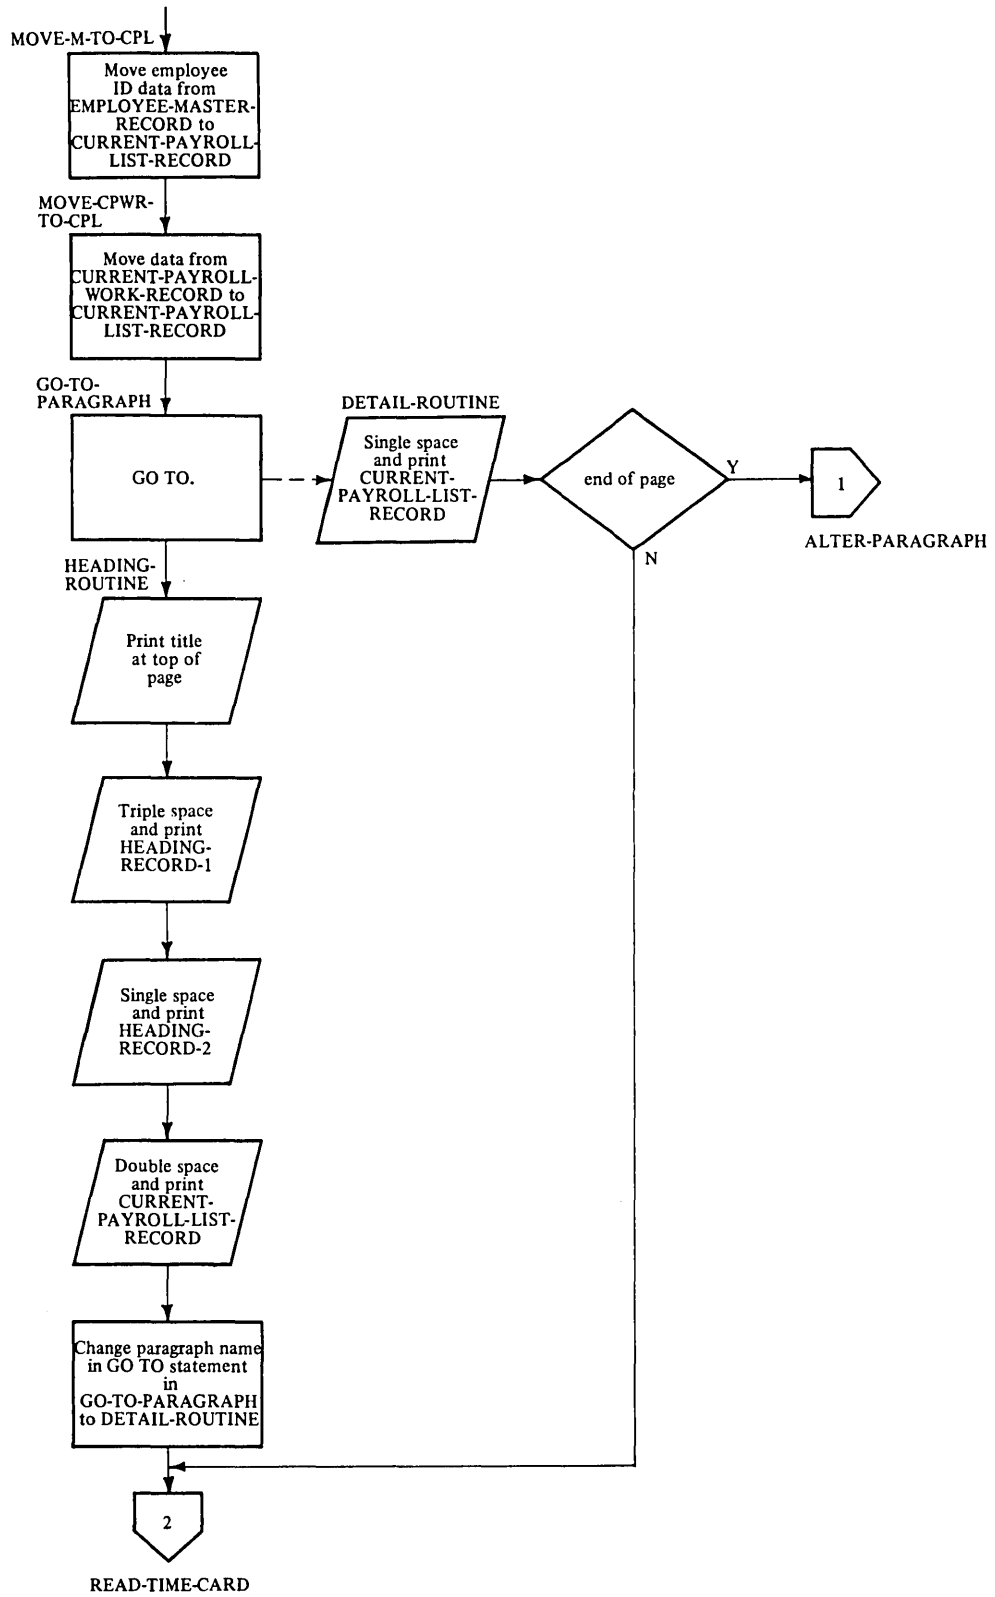 MOVE-M-TO-CPL
Move employee
ID data from
EMPLOYEE-MASTER-
RECORD to
CURRENT-PAYROLL-
LIST-RECORD
MOVE-CPWR-
TO-CPL
Move data from
CURRENT-PAYROLL-
WORK-RECORD to
CURRENT-PAYROLL-
LIST-RECORD
GO-TO-
PARAGRAPH
GO TO.
DETAIL-ROUTINE
Single space
and print
CURRENT-
PAYROLL-LIST-
RECORD
end of page
Y
1
ALTER-PARAGRAPH
N
HEADING-
ROUTINE
Print title
at top of
page
Triple space
and print
HEADING-
RECORD-1
Single space
and print
HEADING-
RECORD-2
Double space
and print
CURRENT-
PAYROLL-LIST-
RECORD
Change paragraph name
in GO TO statement
in
GO-TO-PARAGRAPH
to DETAIL-ROUTINE
2
READ-TIME-CARD